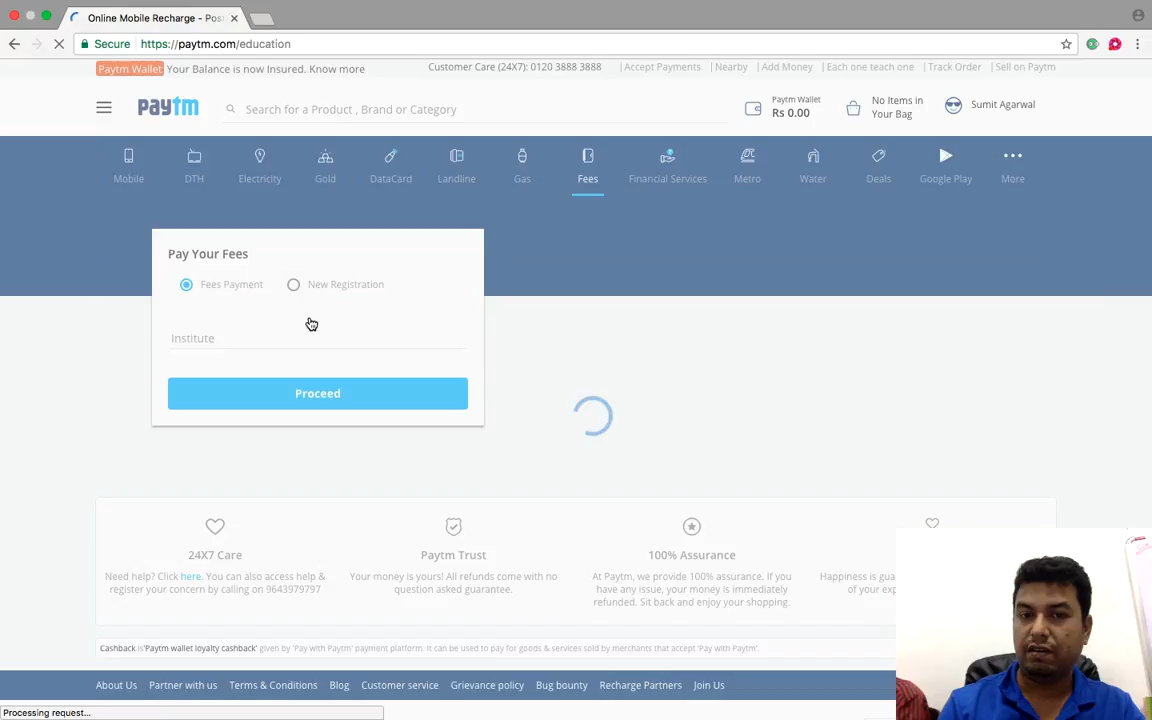 Online Mobile Recharge - Pos
Secure https://paytm.com/education
Paytm Wallet Your Balance is now Insured. Know more
Customer Care (24X7): 0120 3888 3888 | Accept Payments | Nearby | Add Money | Each one teach one | Track Order | Sell on Paytm
paytm
Search for a Product , Brand or Category
Paytm Wallet
Rs 0.00
No Items in
Your Bag
Sumit Agarwal
Mobile DTH Electricity Gold DataCard Landline Gas Fees Financial Services Metro Water Deals Google Play More
Pay Your Fees
Fees Payment New Registration
Institute
Proceed
24X7 Care
Need help? Click here. You can also access help &
register your concern by calling on 9643979797
Paytm Trust
Your money is yours! All refunds come with no
question asked guarantee.
100% Assurance
At Paytm, we provide 100% assurance. If you
have any issue, your money is immediately
refunded. Sit back and enjoy your shopping.
Happiness is gua
of your exp
Cashback is'Paytm wallet loyalty cashback' given by 'Pay with Paytm' payment platform. it can be used to pay for goods & services sold by merchants that accept 'Pay with Paytm'.
About Us Partner with us Terms & Conditions Blog Customer service Grievance policy Bug bounty Recharge Partners Join Us
Processing request...